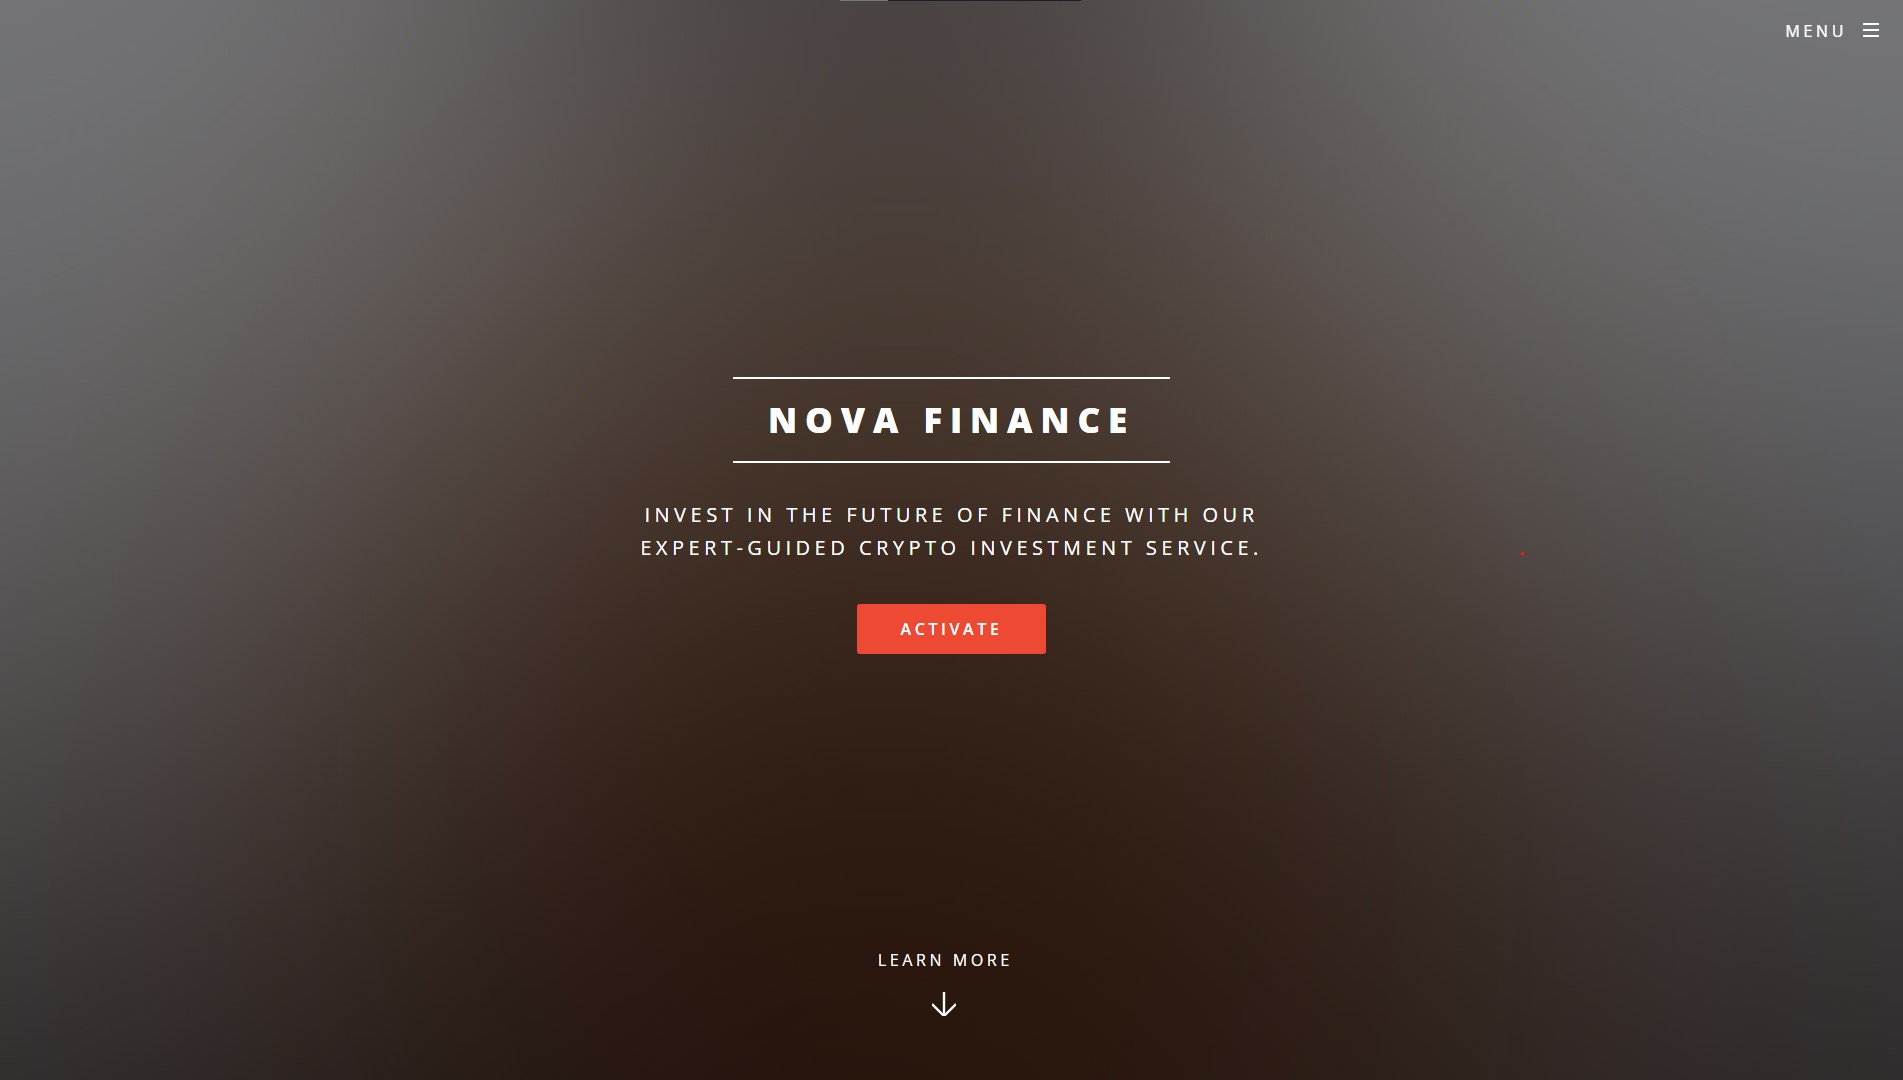 MENU
NOVA FINANCE
INVEST IN THE FUTURE OF FINANCE WITH OUR
EXPERT-GUIDED CRYPTO INVESTMENT SERVICE.
ACTIVATE
LEARN MORE